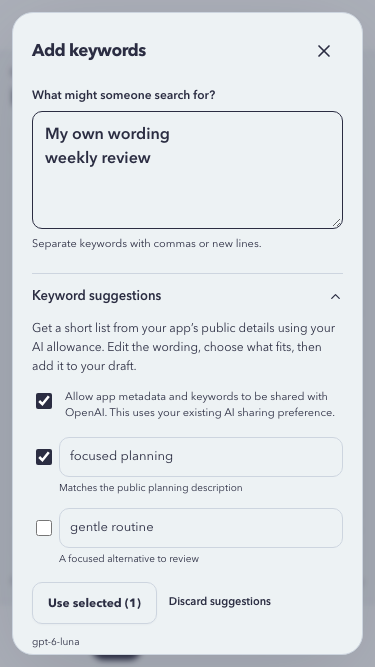 Add keywords
What might someone search for?
My own wording
weekly review
Separate keywords with commas or new lines.
Keyword suggestions
Get a short list from your app's public details using your
AI allowance. Edit the wording, choose what fits, then
add it to your draft.
Allow app metadata and keywords to be shared with
OpenAI. This uses your existing AI sharing preference.
focused planning
Matches the public planning description
gentle routine
A focused alternative to review
Use selected (1)
Discard suggestions
gpt-6-luna